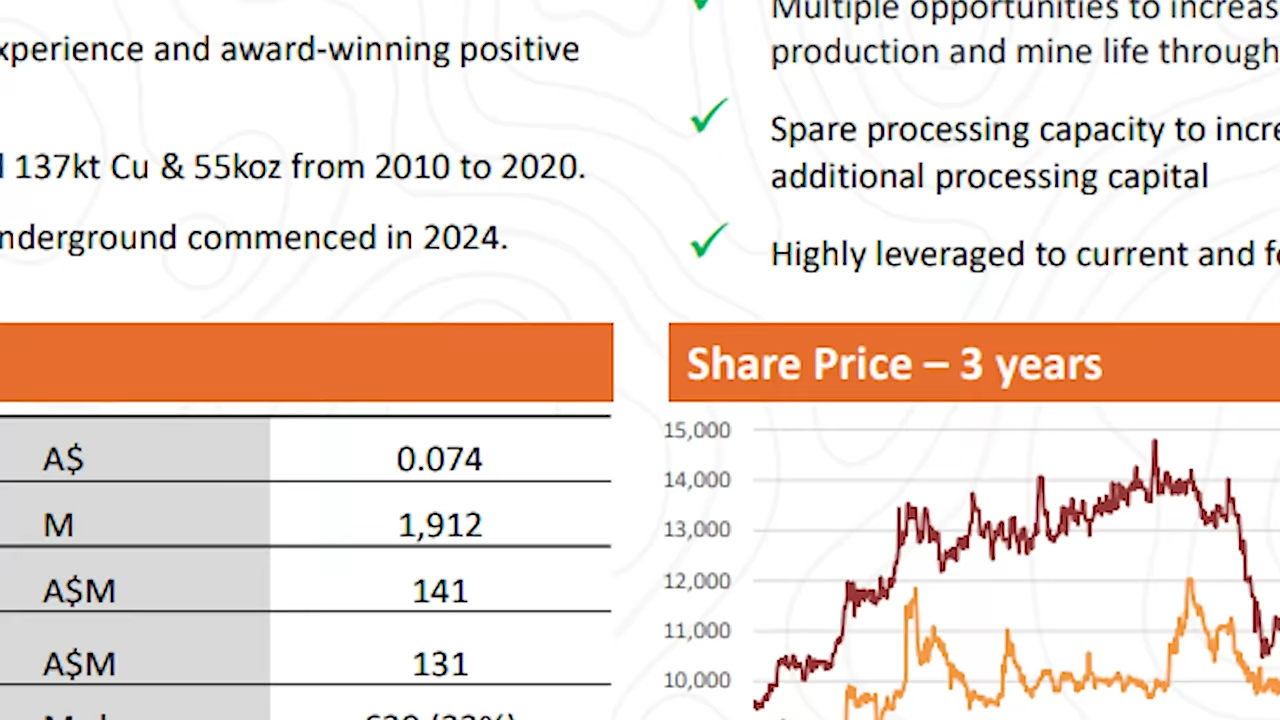 xperience and award-winning positive
137kt Cu & 55koz from 2010 to 2020.
nderground commenced in 2024.
Multiple opportunities to increas
production and mine life through
Spare processing capacity to incre
additional processing capital
Highly leveraged to current and f
A$ 0.074
M 1,912
A$M 141
A$M 131
Share Price – 3 years
15,000
14,000
13,000
12,000
11,000
10,000